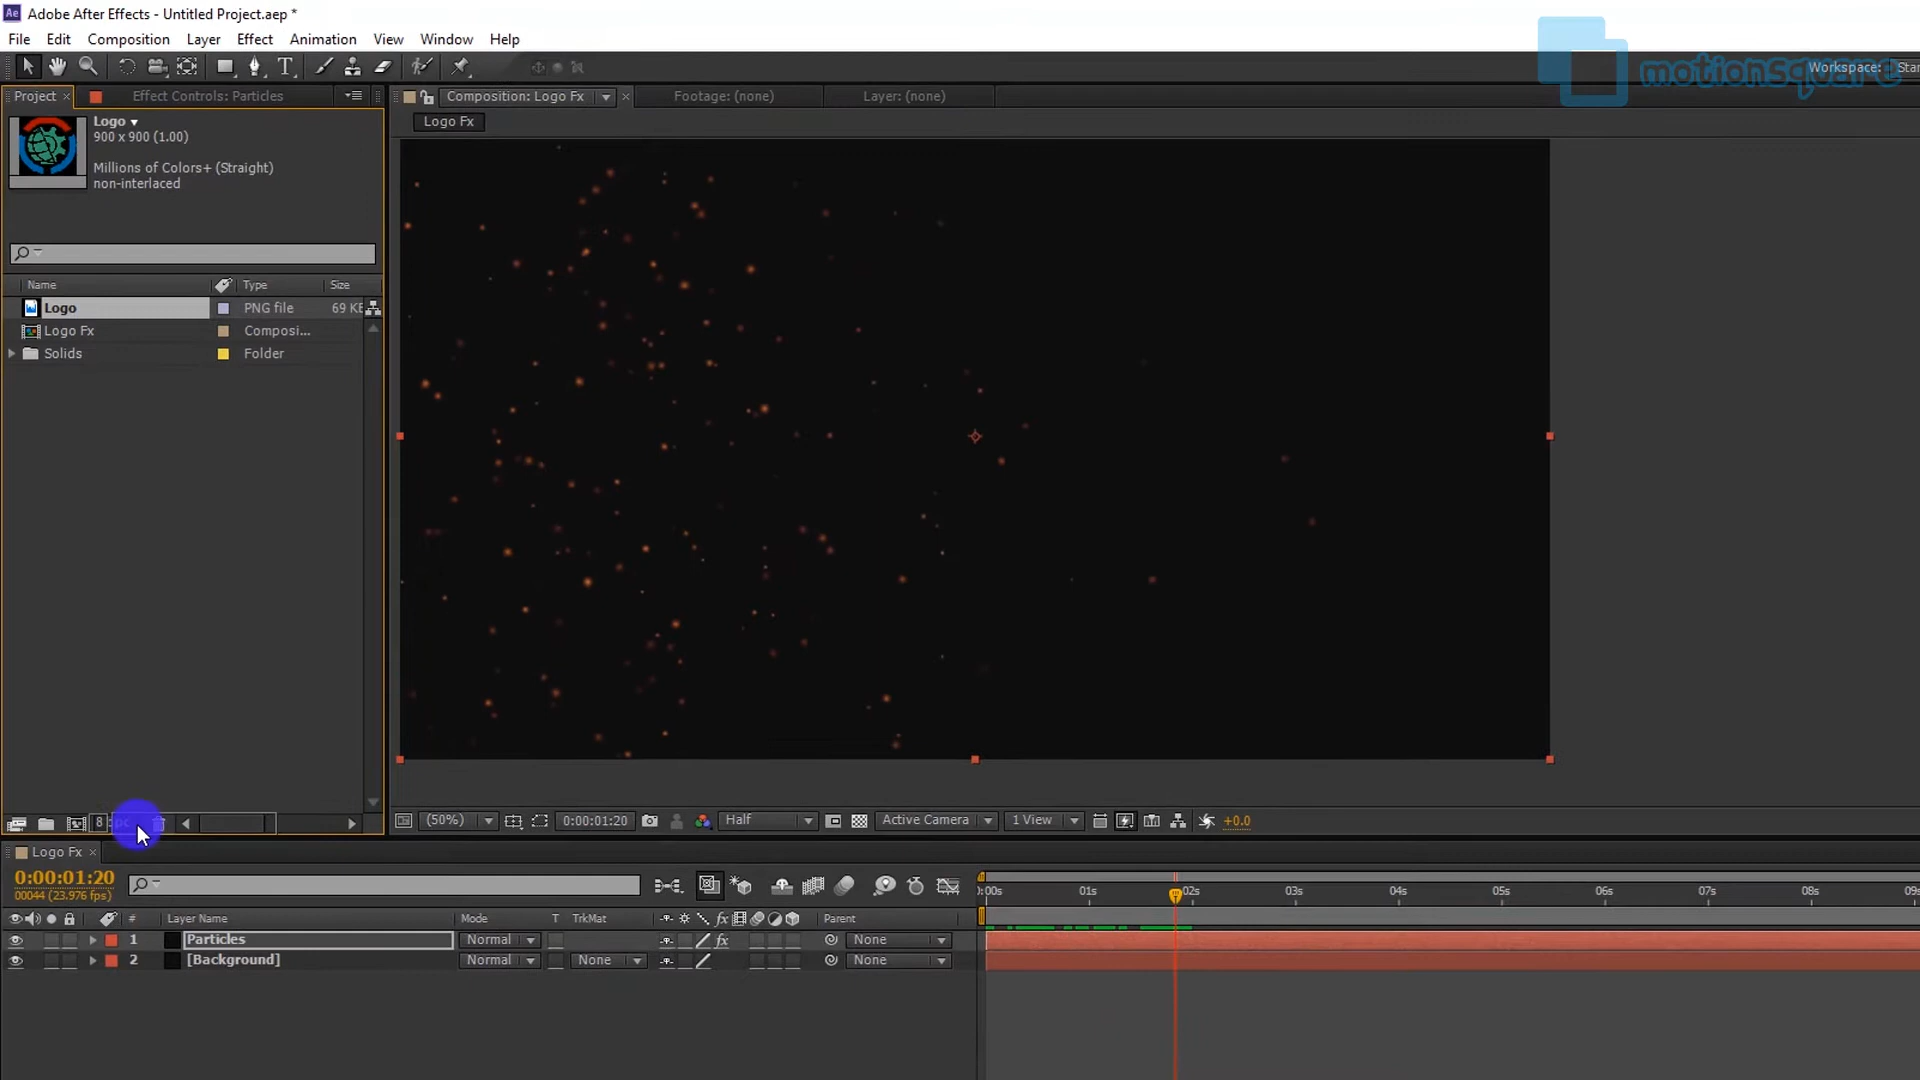 Adobe After Effects - Untitled Project.aep *
File Edit Composition Layer Effect Animation View Window Help
motionsquare
Workspace:
Project × Effect Controls: Particles
Composition: Logo Fx × Footage: (none) Layer: (none)
Logo
900 x 900 (1.00)
Millions of Colors+ (Straight)
non-interlaced
Logo Fx
Name Type Size
Logo PNG file 69 KE
Logo Fx Composi...
Solids Folder
8
(50%) 0:00:01:20 Half Active Camera 1 View +0.0
Logo Fx ×
0:00:01:20
00044 (23.976 fps)
:00s 01s 02s 03s 04s 05s 06s 07s 08s 09s
# Layer Name Mode T TrkMat fx Parent
1 Particles Normal fx None
2 [Background] Normal None None